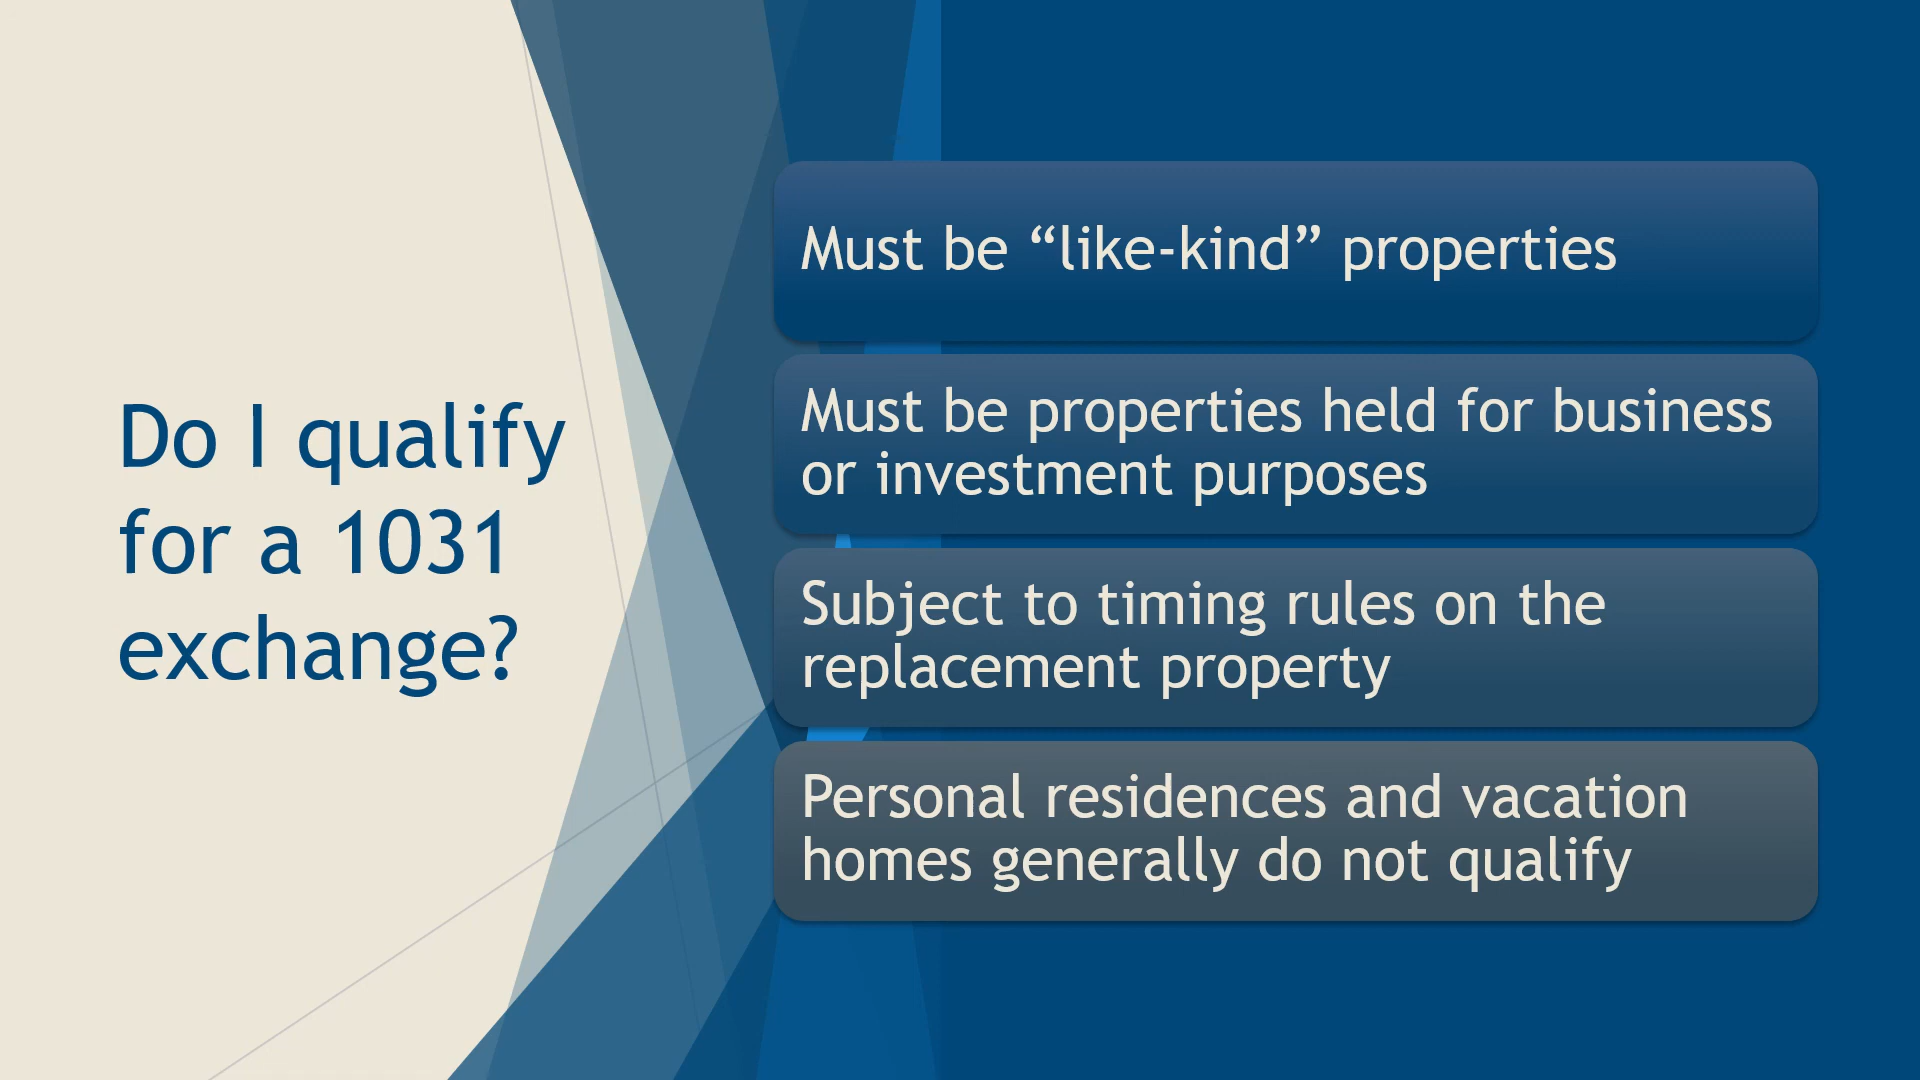 Do I qualify
for a 1031
exchange?
Must be “like-kind” properties
Must be properties held for business
or investment purposes
Subject to timing rules on the
replacement property
Personal residences and vacation
homes generally do not qualify